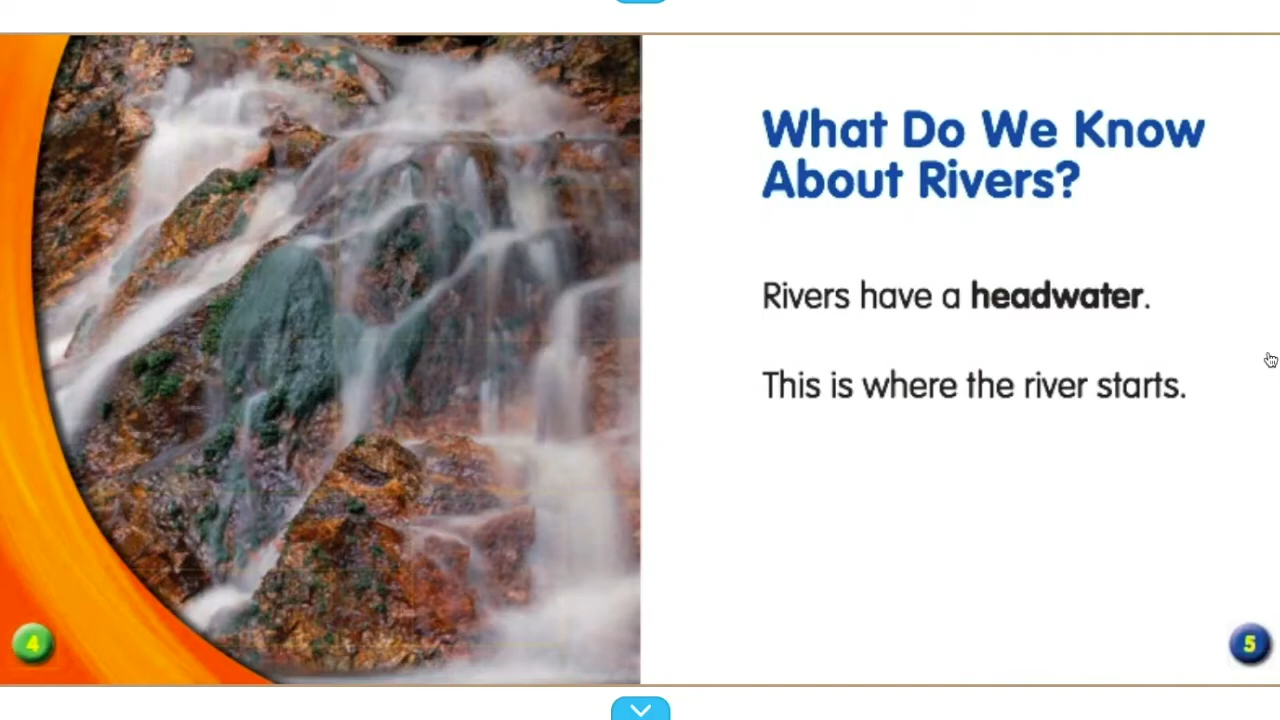 What Do We Know
About Rivers?
Rivers have a headwater.
This is where the river starts.
4
5